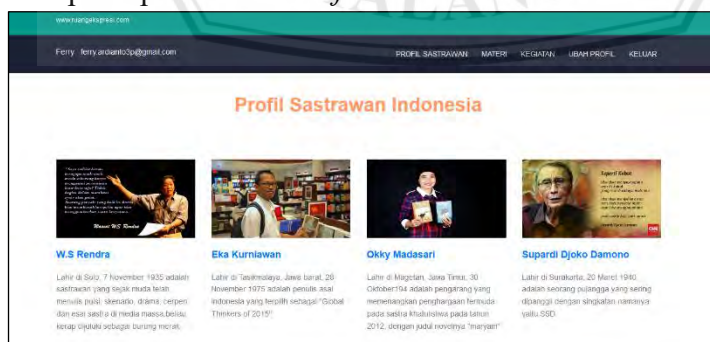 www.ruangekspresi.com
Ferry ferry.ardianto3p@gmail.com
PROFIL SASTRAWAN MATERI KEGIATAN UBAH PROFIL KELUAR
Profil Sastrawan Indonesia
W.S Rendra
Lahir di Solo, 7 November 1935 adalah
sastrawan yang sejak muda telah
menulis puisi, skenario, drama, cerpen
dan esai sastra di media massa,beliau
kerap dijuluki sebagai burung merak.
Eka Kurniawan
Lahir di Tasikmalaya, Jawa barat, 28
November 1975 adalah penulis asal
indonesia yang terpilih sebagai "Global
Thinkers of 2015"
Okky Madasari
Lahir di Magetan, Jawa Timur, 30
Oktober194 adalah pengarang yang
memenangkan penghargaan termuda
pada sastra khatulistiwa pada tahun
2012, dengan judul novelnya "maryam"
Supardi Djoko Damono
Lahir di Surakarta, 20 Maret 1940
adalah seorang pujangga yang sering
dipanggil dengan singkatan namanya
yaitu SSD